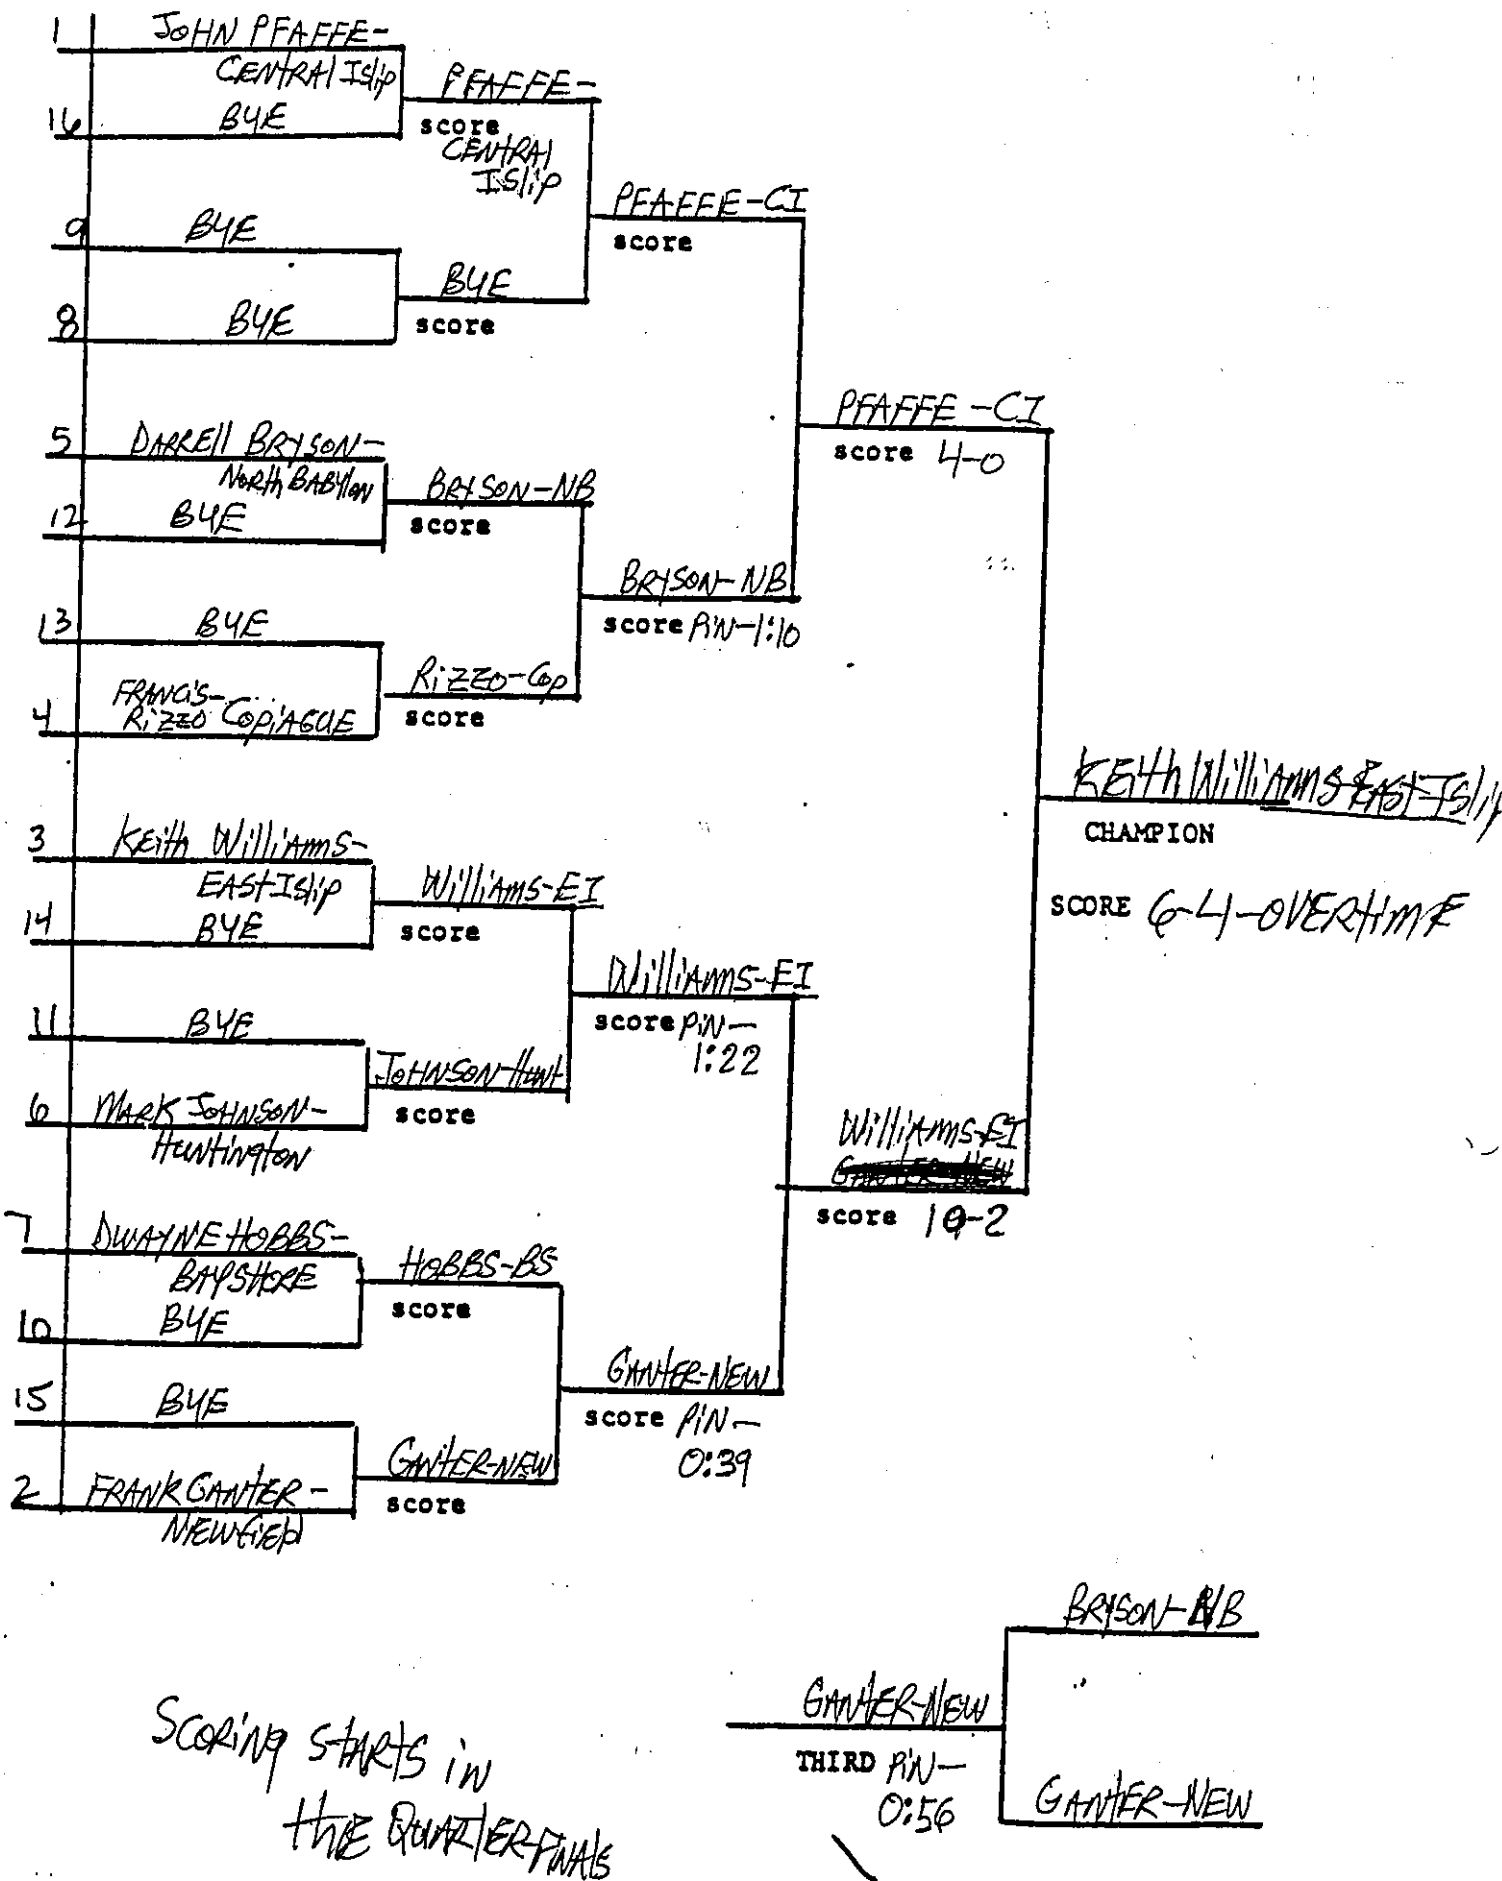 1 JOHN PFAFFE-
CENTRAL ISlip
16 BYE
9 BYE
8 BYE
5 DARRELL BRYSON-
NORTH BABYlon
12 BYE
13 BYE
FRANCIS-
4 RIZZO COPIAGUE
3 KEITH WILLIAMS-
EAST ISlip
14 BYE
11 BYE
6 MARK JOHNSON-
HUNTINGTON
7 DWAYNE HOBBS-
BAYSHORE
10 BYE
15 BYE
2 FRANK GANTER-
NEWFIELD
PFAFFE-
score
CENTRAL
ISlip
BYE
score
BRYSON-NB
score
RIZZO-COP
score
WILLIAMS-EI
score
JOHNSON-HUNT
score
HOBBS-BS
score
GANTER-NEW
score
PFAFFE-CI
score
BRYSON-NB
score PIN-1:10
WILLIAMS-EI
score PIN-
1:22
GANTER-NEW
score PIN-
0:39
PFAFFE-CI
score 4-0
WILLIAMS-EI
GANTER-NEW
score 10-2
KEITH WILLIAMS-EAST ISlip
CHAMPION
SCORE 6-4-OVERTIME
BRYSON-NB
GANTER-NEW
THIRD PIN-
0:56
GANTER-NEW
SCORING STARTS IN
THE QUARTERFINALS